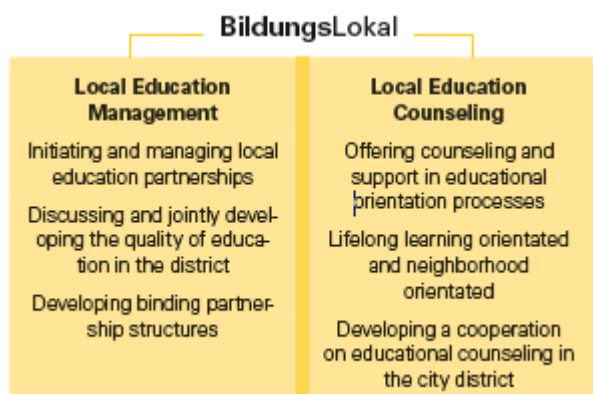 BildungsLokal
Local Education
Management
Initiating and managing local
education partnerships
Discussing and jointly devel-
oping the quality of educa-
tion in the district
Developing binding partner-
ship structures
Local Education
Counseling
Offering counseling and
support in educational
orientation processes
Lifelong learning orientated
and neighborhood
orientated
Developing a cooperation
on educational counseling in
the city district